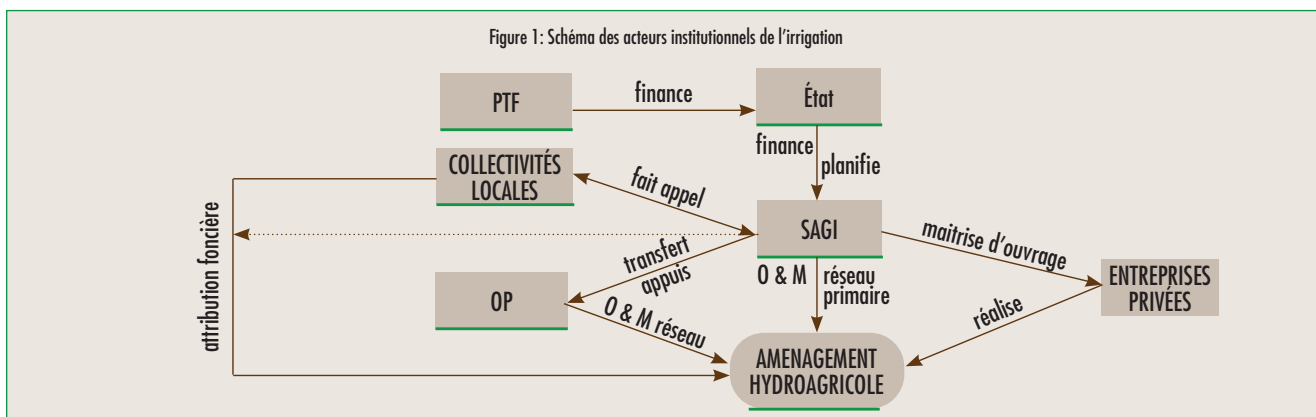 Figure 1: Schéma des acteurs institutionnels de l'irrigation
PTF
finance
État
finance
planifie
COLLECTIVITÉS
LOCALES
fait appel
attribution foncière
SAGI
maitrise d'ouvrage
transfert
appuis
O & M
réseau
primaire
ENTREPRISES
PRIVÉES
OP
O & M réseau
réalise
AMENAGEMENT
HYDROAGRICOLE